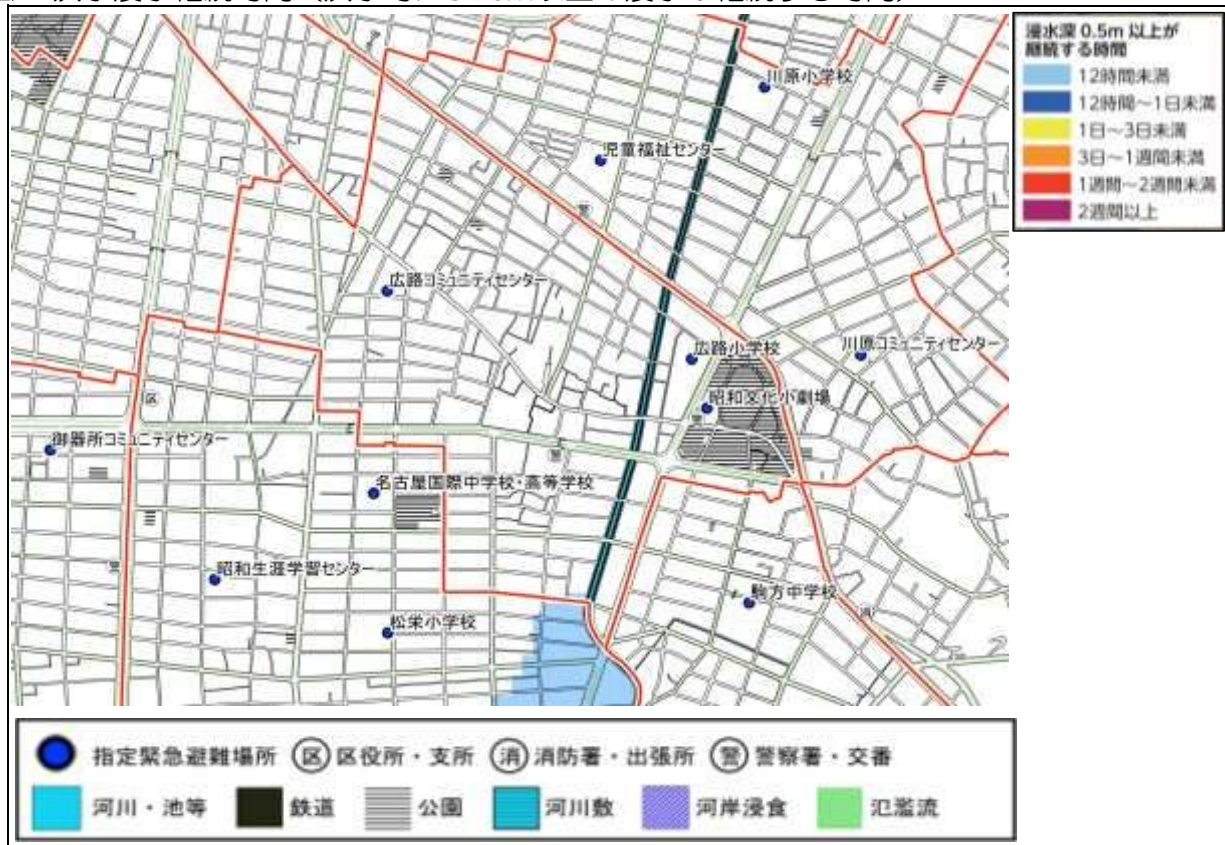 浸水深 0.5m 以上が
継続する時間
12時間未満
12時間～1日未満
1日～3日未満
3日～1週間未満
1週間～2週間未満
2週間以上
川原小学校
児童福祉センター
警
広路コミュニティセンター
広路小学校
川原コミュニティセンター
区
昭和文化小劇場
御器所コミュニティセンター
名古屋国際中学校・高等学校
昭和生涯学習センター
駒方中学校
消
松栄小学校
指定緊急避難場所 区 区役所・支所 消 消防署・出張所 警 警察署・交番
河川・池等 鉄道 公園 河川敷 河岸浸食 氾濫流